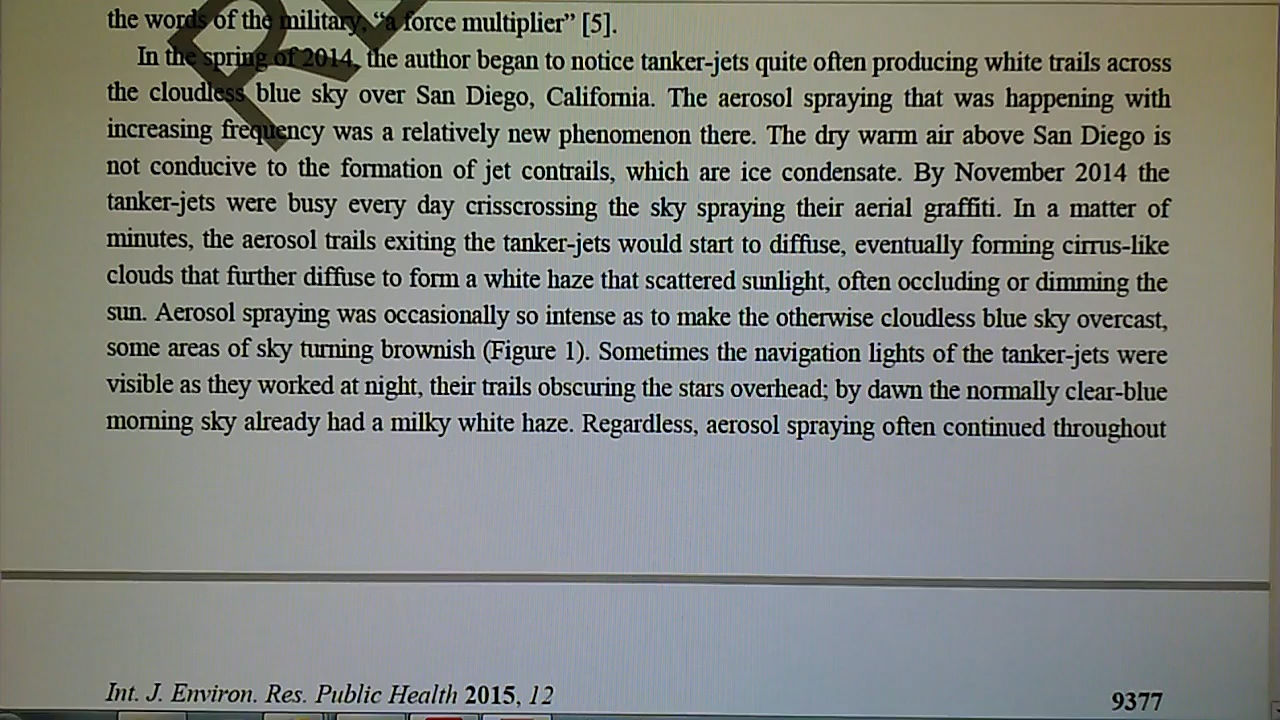 the words of the military, “a force multiplier” [5].
In the spring of 2014, the author began to notice tanker-jets quite often producing white trails across
the cloudless blue sky over San Diego, California. The aerosol spraying that was happening with
increasing frequency was a relatively new phenomenon there. The dry warm air above San Diego is
not conducive to the formation of jet contrails, which are ice condensate. By November 2014 the
tanker-jets were busy every day crisscrossing the sky spraying their aerial graffiti. In a matter of
minutes, the aerosol trails exiting the tanker-jets would start to diffuse, eventually forming cirrus-like
clouds that further diffuse to form a white haze that scattered sunlight, often occluding or dimming the
sun. Aerosol spraying was occasionally so intense as to make the otherwise cloudless blue sky overcast,
some areas of sky turning brownish (Figure 1). Sometimes the navigation lights of the tanker-jets were
visible as they worked at night, their trails obscuring the stars overhead; by dawn the normally clear-blue
morning sky already had a milky white haze. Regardless, aerosol spraying often continued throughout
Int. J. Environ. Res. Public Health 2015, 12
9377